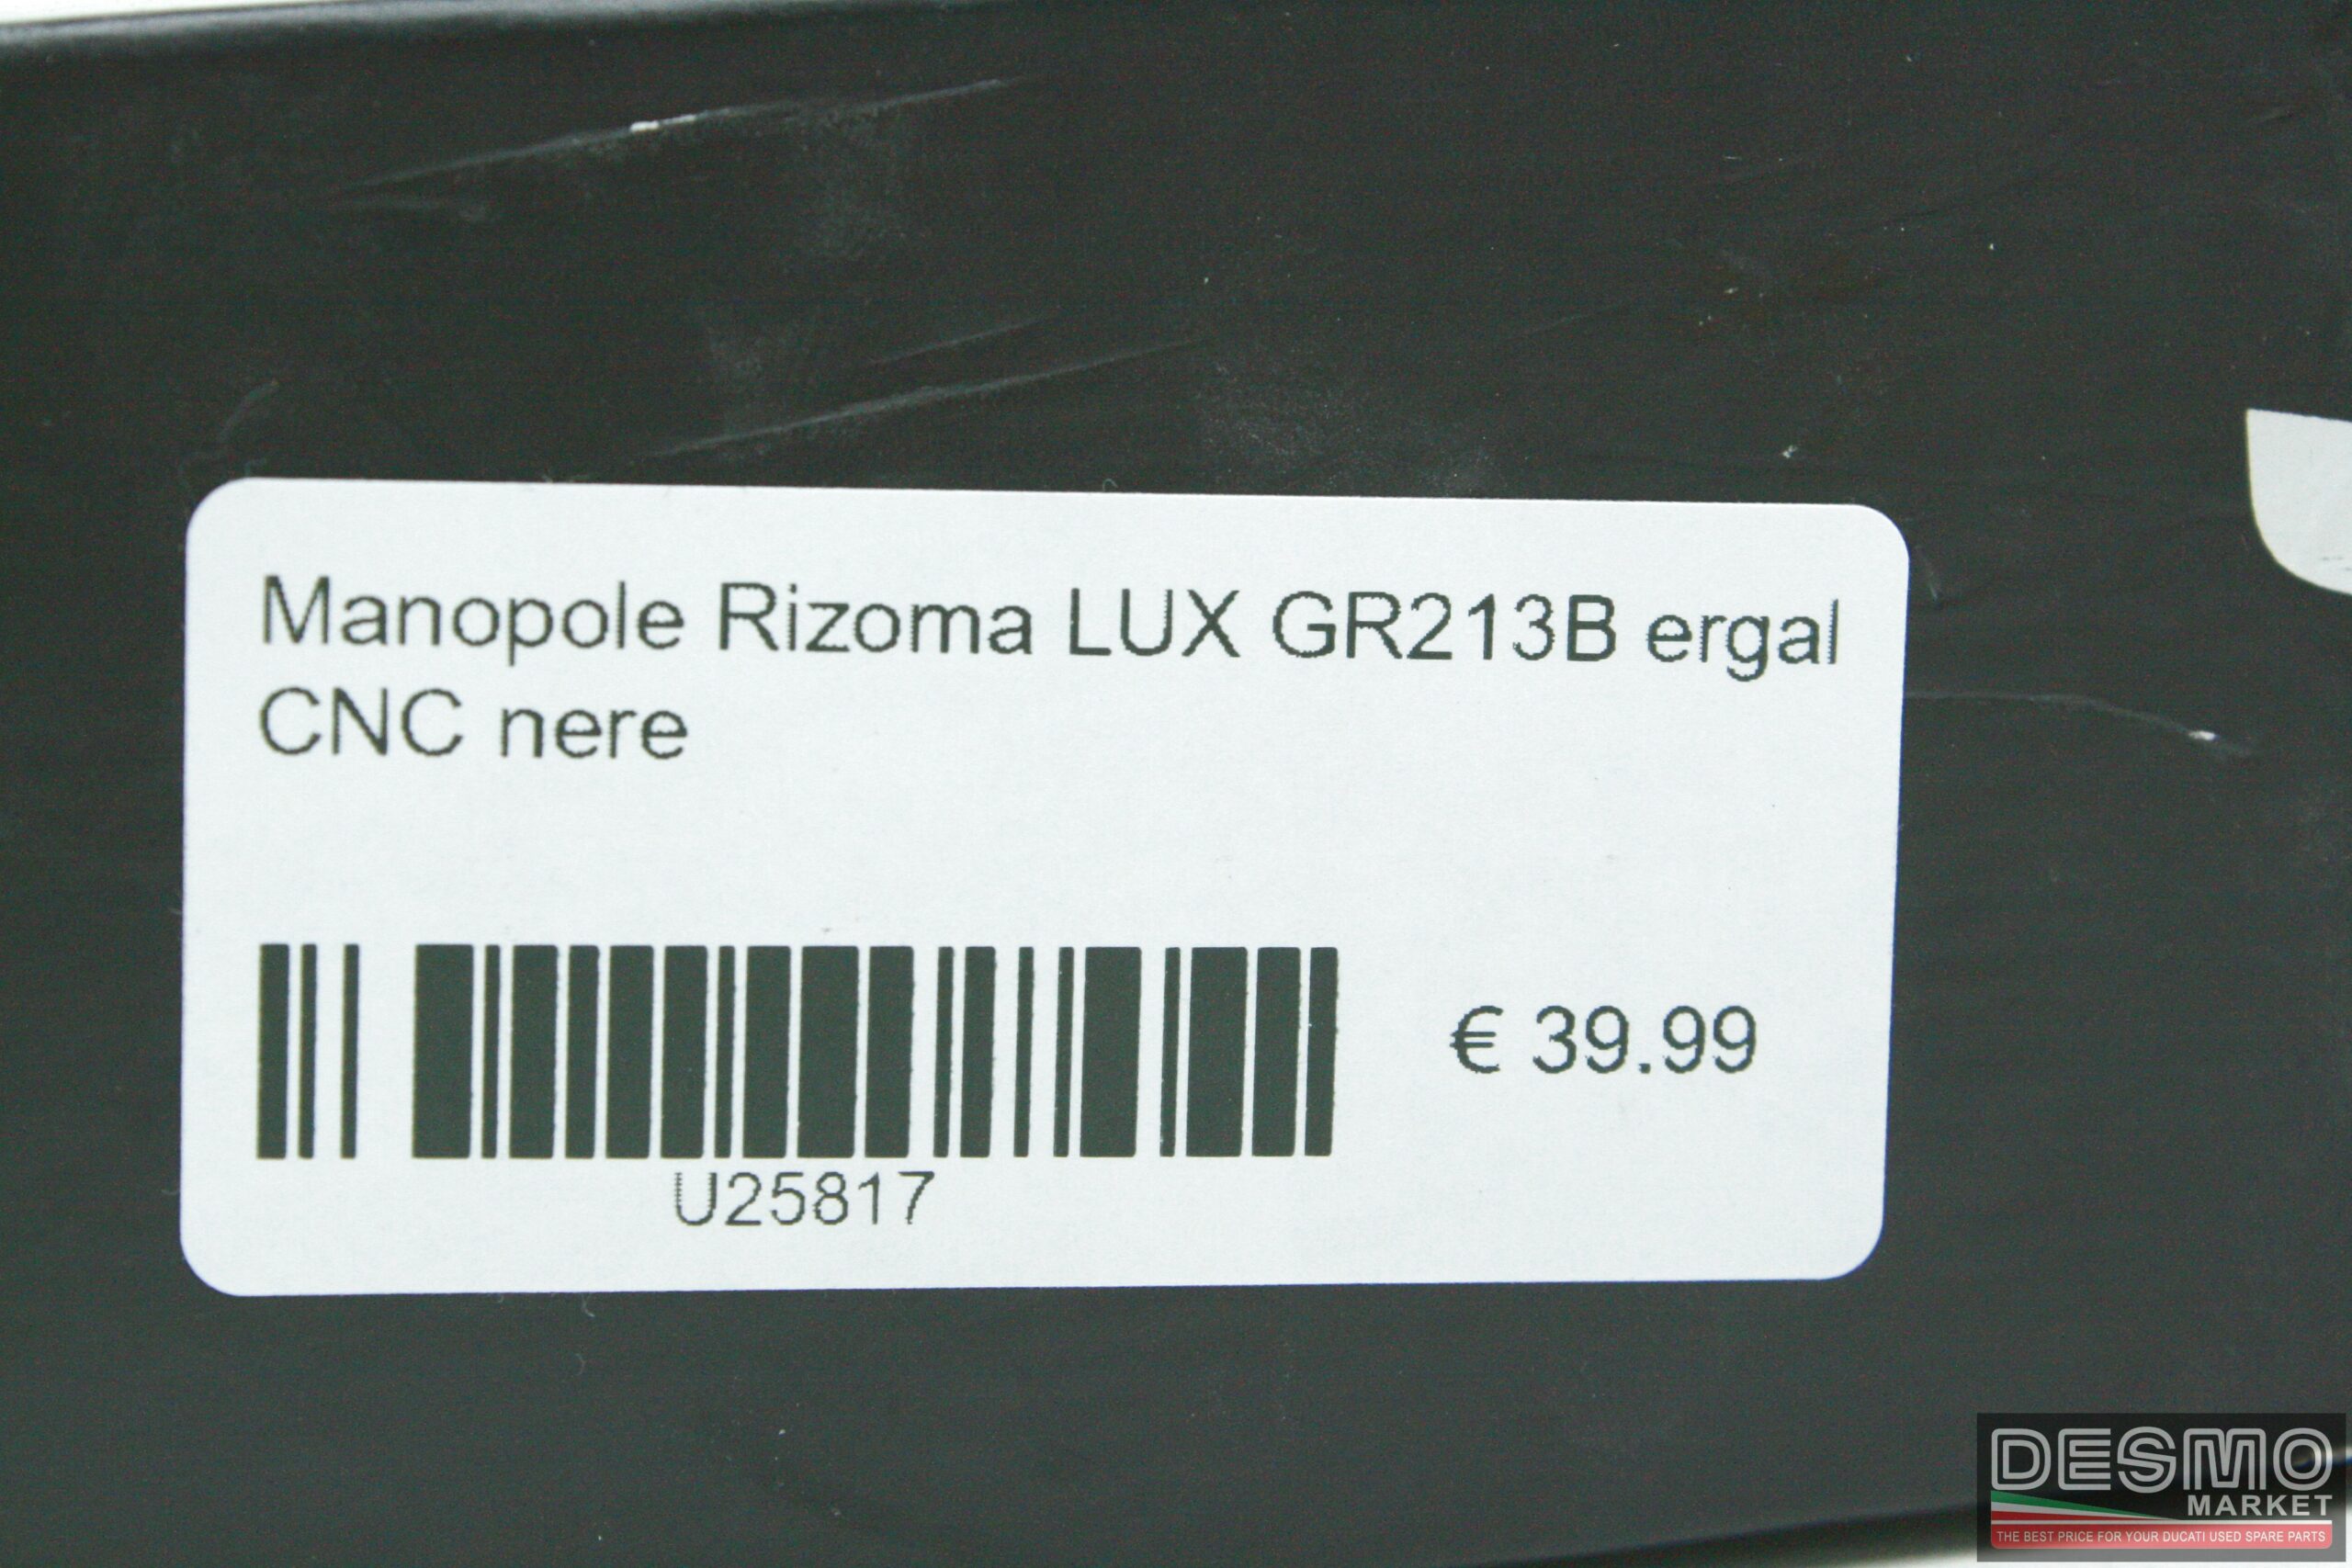 Manopole Rizoma LUX GR213B ergal
CNC nere
€ 39.99
U25817
DESMO
MARKET
THE BEST PRICE FOR YOUR DUCATI USED SPARE PARTS